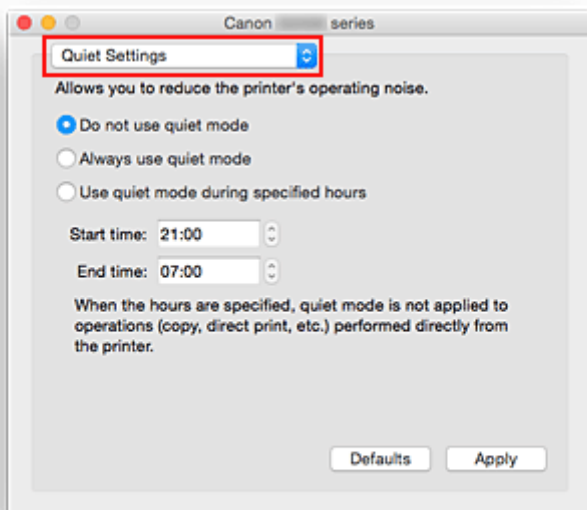 Canon series
Quiet Settings
Allows you to reduce the printer's operating noise.
Do not use quiet mode
Always use quiet mode
Use quiet mode during specified hours
Start time: 21:00
End time: 07:00
When the hours are specified, quiet mode is not applied to
operations (copy, direct print, etc.) performed directly from
the printer.
Defaults Apply